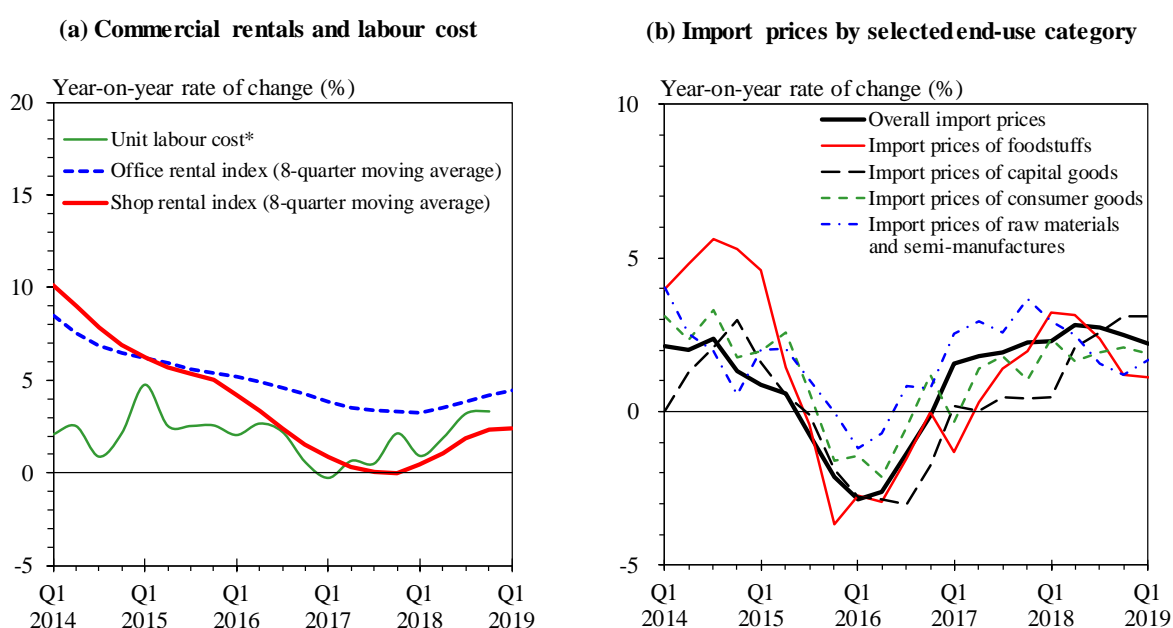 (a) Commercial rentals and labour cost
Year-on-year rate of change (%)
20
15
10
5
0
-5
Unit labour cost*
Office rental index (8-quarter moving average)
Shop rental index (8-quarter moving average)
Q1 Q1 Q1 Q1 Q1 Q1
2014 2015 2016 2017 2018 2019
(b) Import prices by selected end-use category
Year-on-year rate of change (%)
10
5
0
-5
Overall import prices
Import prices of foodstuffs
Import prices of capital goods
Import prices of consumer goods
Import prices of raw materials
and semi-manufactures
Q1 Q1 Q1 Q1 Q1 Q1
2014 2015 2016 2017 2018 2019